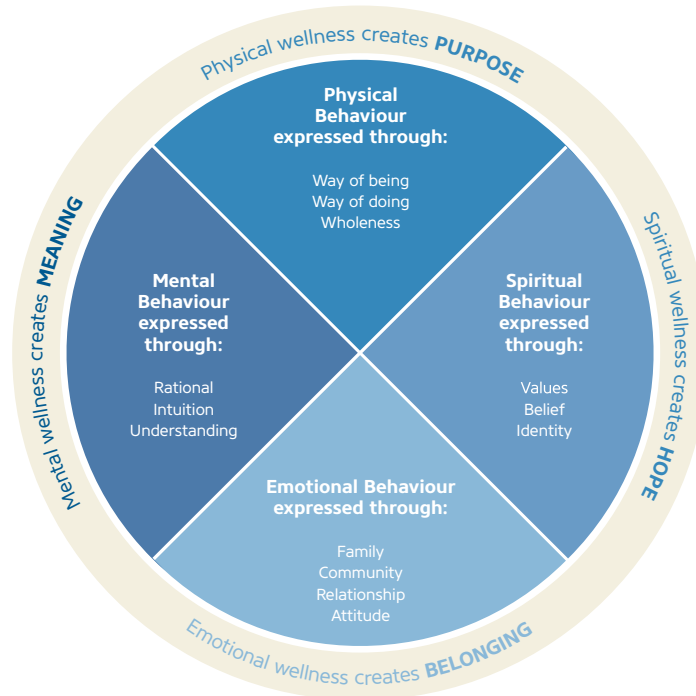 Physical wellness creates PURPOSE
Physical
Behaviour
expressed through:
Way of being
Way of doing
Wholeness
Mental wellness creates MEANING
Mental
Behaviour
expressed
through:
Rational
Intuition
Understanding
Spiritual
Behaviour
expressed
through:
Values
Belief
Identity
Spiritual wellness creates HOPE
Emotional Behaviour
expressed through:
Family
Community
Relationship
Attitude
Emotional wellness creates BELONGING